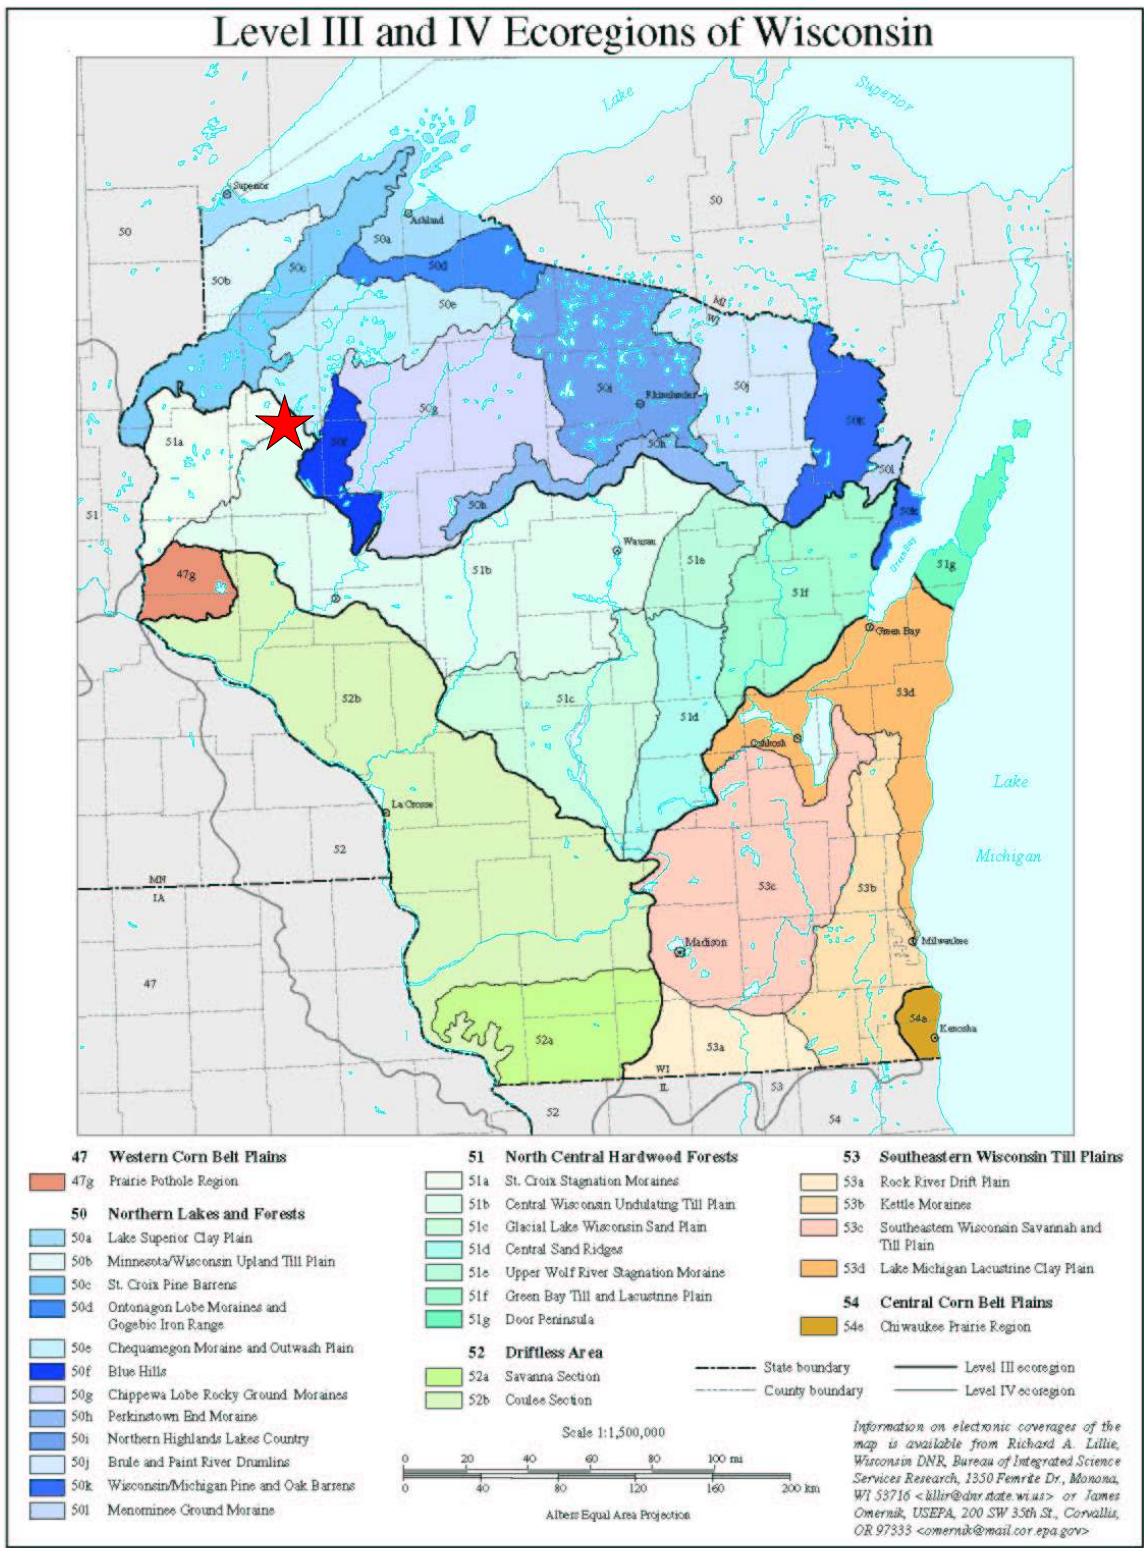 Level III and IV Ecoregions of Wisconsin
Lake
Superior
Superior
50
50
Ashland
50a
50b
50c
50d
50e
MI
WI
50i
50j
Rhinelander
50g
50k
R
51a
50f
50h
50l
51
50h
50k
Green Bay
Wausau
51e
51b
51g
47g
51f
Green Bay
52b
51c
53d
51d
Oshkosh
Lake
La Crosse
52
Michigan
MN
IA
53c
53b
Madison
Milwaukee
47
54a
Kenosha
52a
53a
WI
IL
53
52
54
47 Western Corn Belt Plains
47g Prairie Pothole Region
50 Northern Lakes and Forests
50a Lake Superior Clay Plain
50b Minnesota/Wisconsin Upland Till Plain
50c St. Croix Pine Barrens
50d Ontonagon Lobe Moraines and
Gogebic Iron Range
50e Chequamegon Moraine and Outwash Plain
50f Blue Hills
50g Chippewa Lobe Rocky Ground Moraines
50h Perkinstown End Moraine
50i Northern Highlands Lakes Country
50j Brule and Paint River Drumlins
50k Wisconsin/Michigan Pine and Oak Barrens
50l Menominee Ground Moraine
51 North Central Hardwood Forests
51a St. Croix Stagnation Moraines
51b Central Wisconsin Undulating Till Plain
51c Glacial Lake Wisconsin Sand Plain
51d Central Sand Ridges
51e Upper Wolf River Stagnation Moraine
51f Green Bay Till and Lacustrine Plain
51g Door Peninsula
52 Driftless Area
52a Savanna Section
52b Coulee Section
53 Southeastern Wisconsin Till Plains
53a Rock River Drift Plain
53b Kettle Moraines
53c Southeastern Wisconsin Savannah and
Till Plain
53d Lake Michigan Lacustrine Clay Plain
54 Central Corn Belt Plains
54e Chiwaukee Prairie Region
State boundary
County boundary
Level III ecoregion
Level IV ecoregion
Scale 1:1,500,000
0 20 40 60 80 100 mi
0 40 80 120 160 200 km
Albers Equal Area Projection
Information on electronic coverages of the
map is available from Richard A. Lillie,
Wisconsin DNR, Bureau of Integrated Science
Services Research, 1350 Femrite Dr., Monona,
WI 53716 <lillir@dnr.state.wi.us> or James
Omernik, USEPA, 200 SW 35th St., Corvallis,
OR 97333 <omernik@mail.cor.epa.gov>